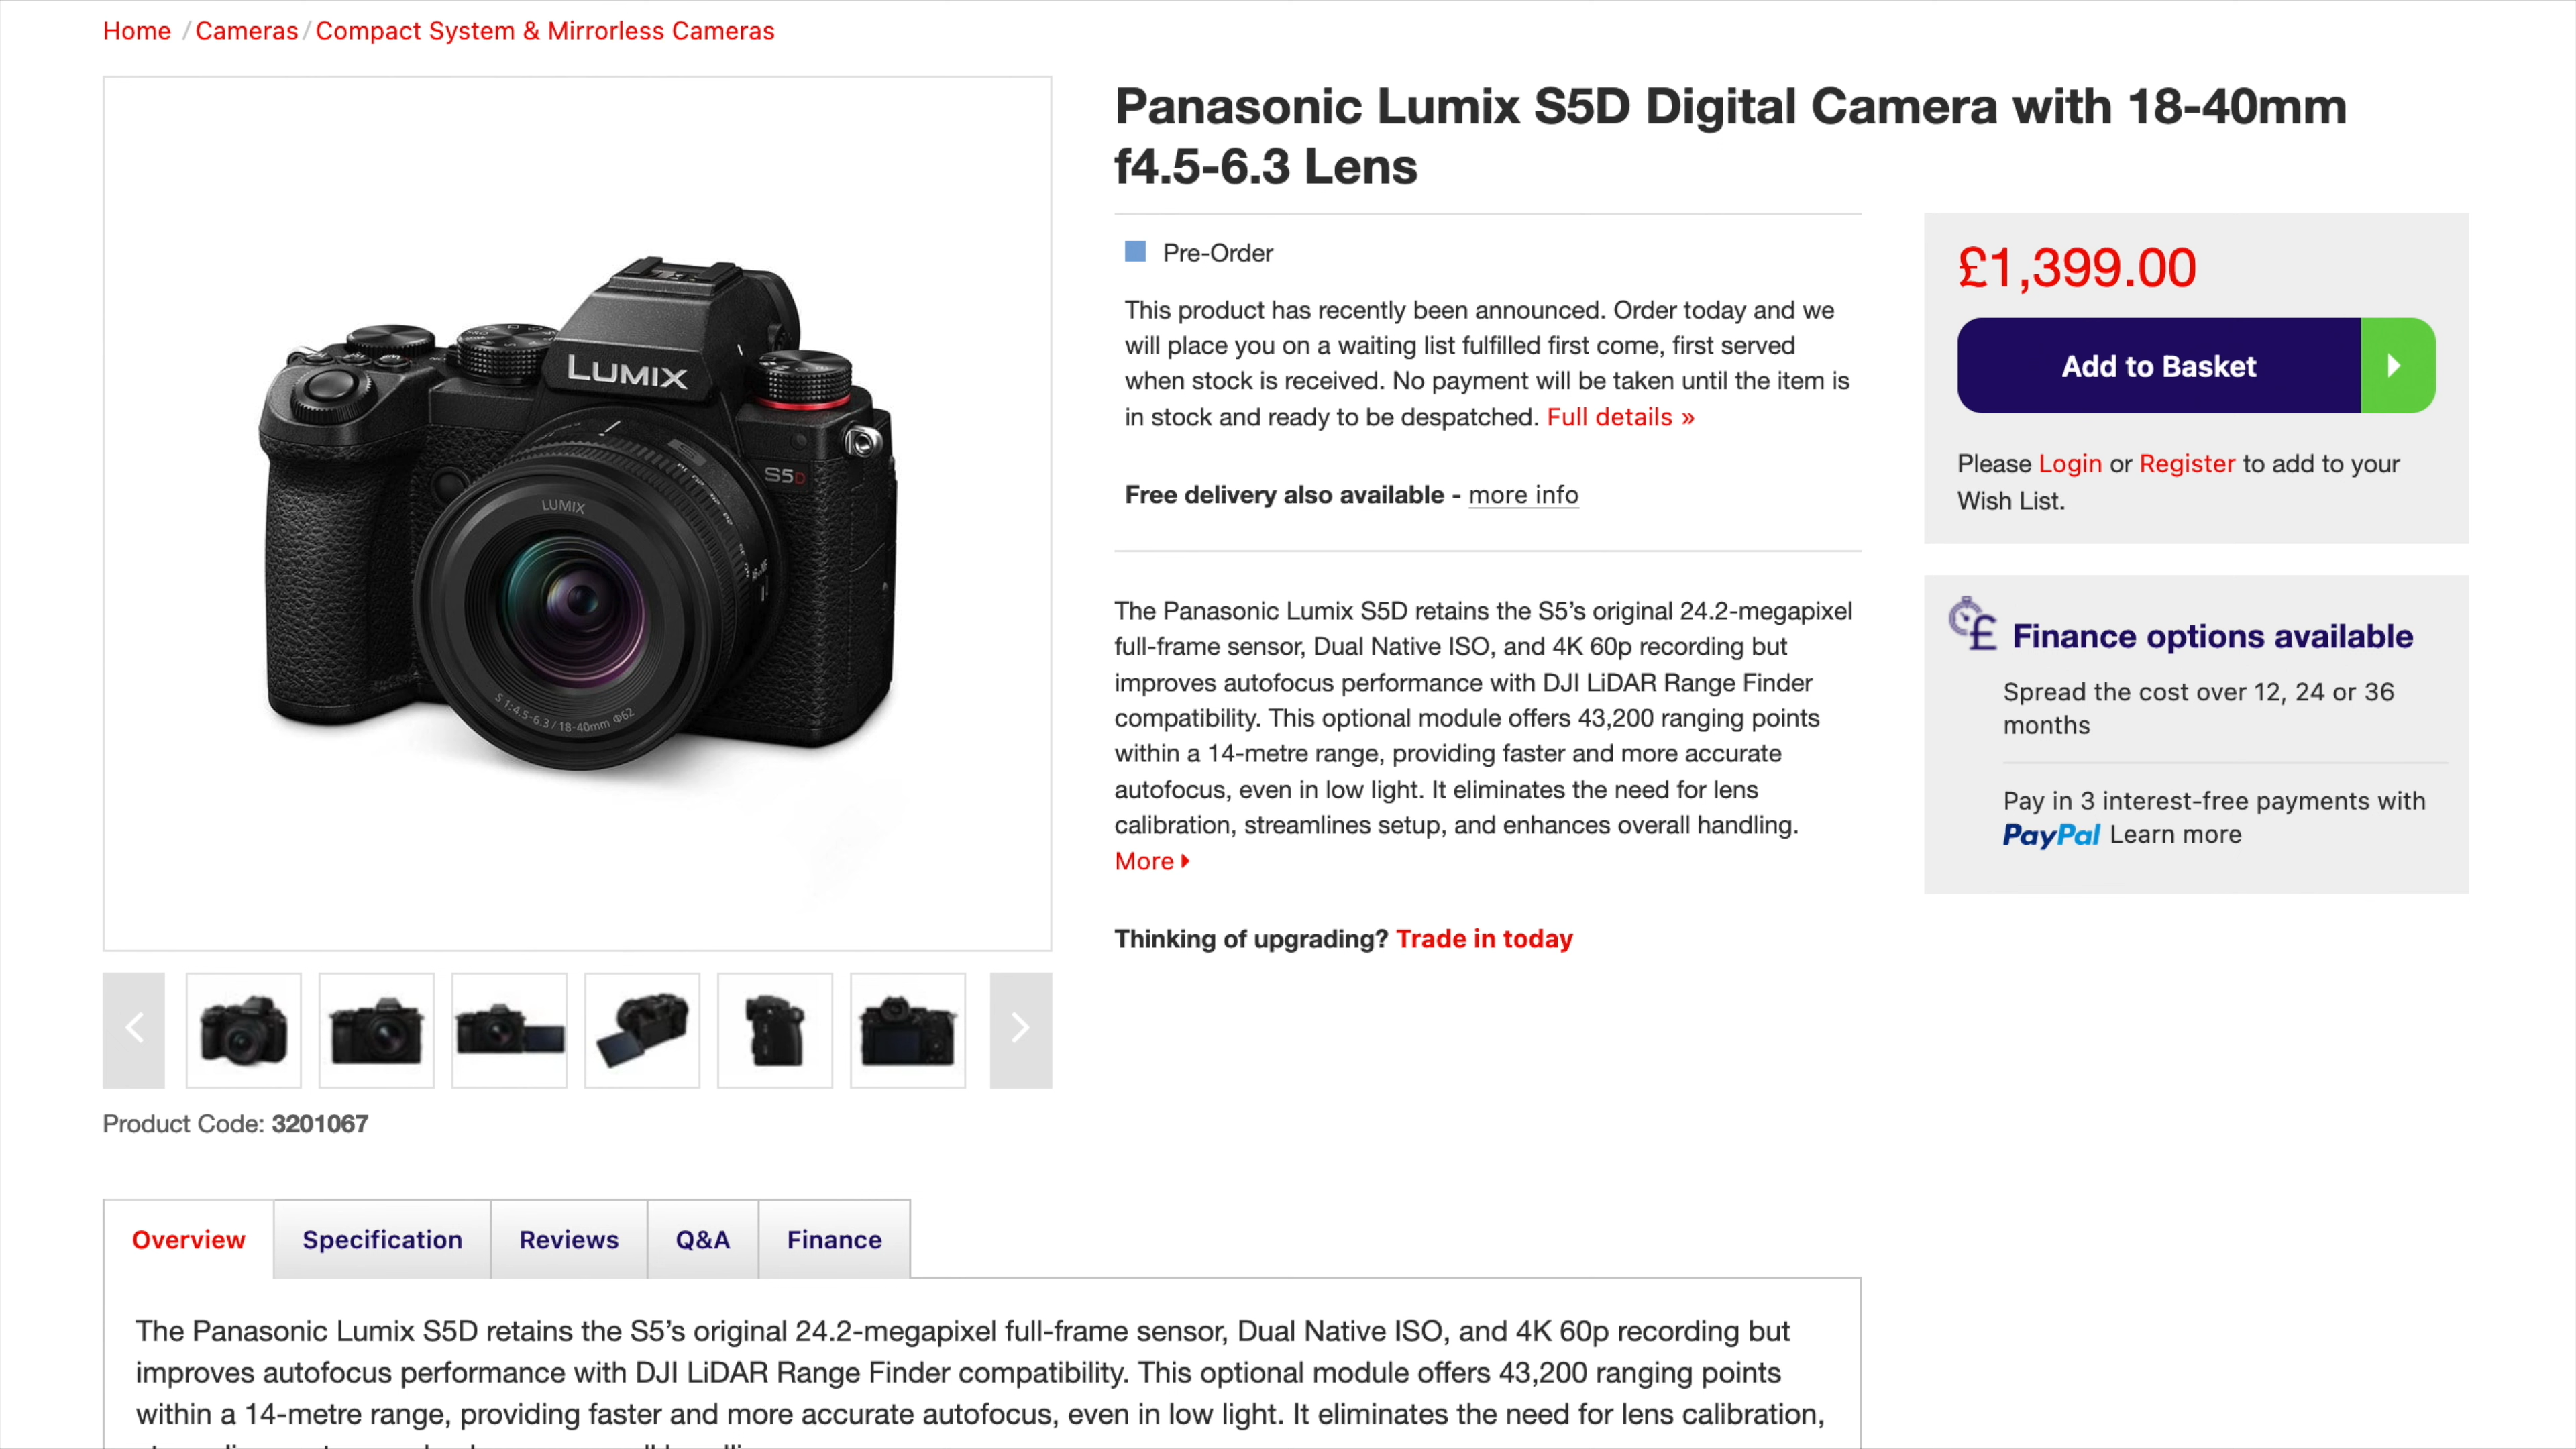 Home / Cameras / Compact System & Mirrorless Cameras
Panasonic Lumix S5D Digital Camera with 18-40mm
f4.5-6.3 Lens
LUMIX
S5D
LUMIX
S 1:4.5-6.3 / 18-40mm Φ62
Pre-Order
This product has recently been announced. Order today and we
will place you on a waiting list fulfilled first come, first served
when stock is received. No payment will be taken until the item is
in stock and ready to be despatched. Full details »
Free delivery also available - more info
The Panasonic Lumix S5D retains the S5’s original 24.2-megapixel
full-frame sensor, Dual Native ISO, and 4K 60p recording but
improves autofocus performance with DJI LiDAR Range Finder
compatibility. This optional module offers 43,200 ranging points
within a 14-metre range, providing faster and more accurate
autofocus, even in low light. It eliminates the need for lens
calibration, streamlines setup, and enhances overall handling.
More
Thinking of upgrading? Trade in today
£1,399.00
Add to Basket
Please Login or Register to add to your
Wish List.
Finance options available
Spread the cost over 12, 24 or 36
months
Pay in 3 interest-free payments with
PayPal Learn more
Product Code: 3201067
Overview
Specification
Reviews
Q&A
Finance
The Panasonic Lumix S5D retains the S5’s original 24.2-megapixel full-frame sensor, Dual Native ISO, and 4K 60p recording but
improves autofocus performance with DJI LiDAR Range Finder compatibility. This optional module offers 43,200 ranging points
within a 14-metre range, providing faster and more accurate autofocus, even in low light. It eliminates the need for lens calibration,